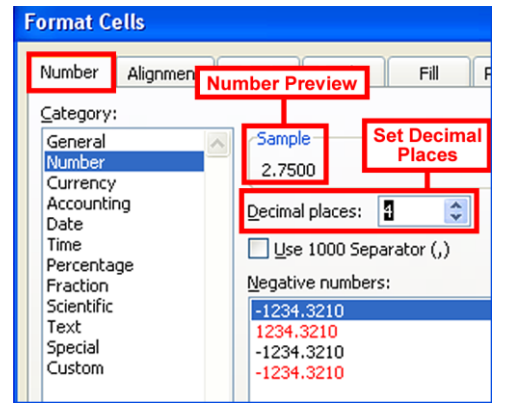 Format Cells
Number
Alignmen
Number Preview
Fill
Category:
General
Number
Currency
Accounting
Date
Time
Percentage
Fraction
Scientific
Text
Special
Custom
Sample
2.7500
Set Decimal
Places
Decimal places: 4
Use 1000 Separator (,)
Negative numbers:
-1234.3210
1234.3210
-1234.3210
-1234.3210